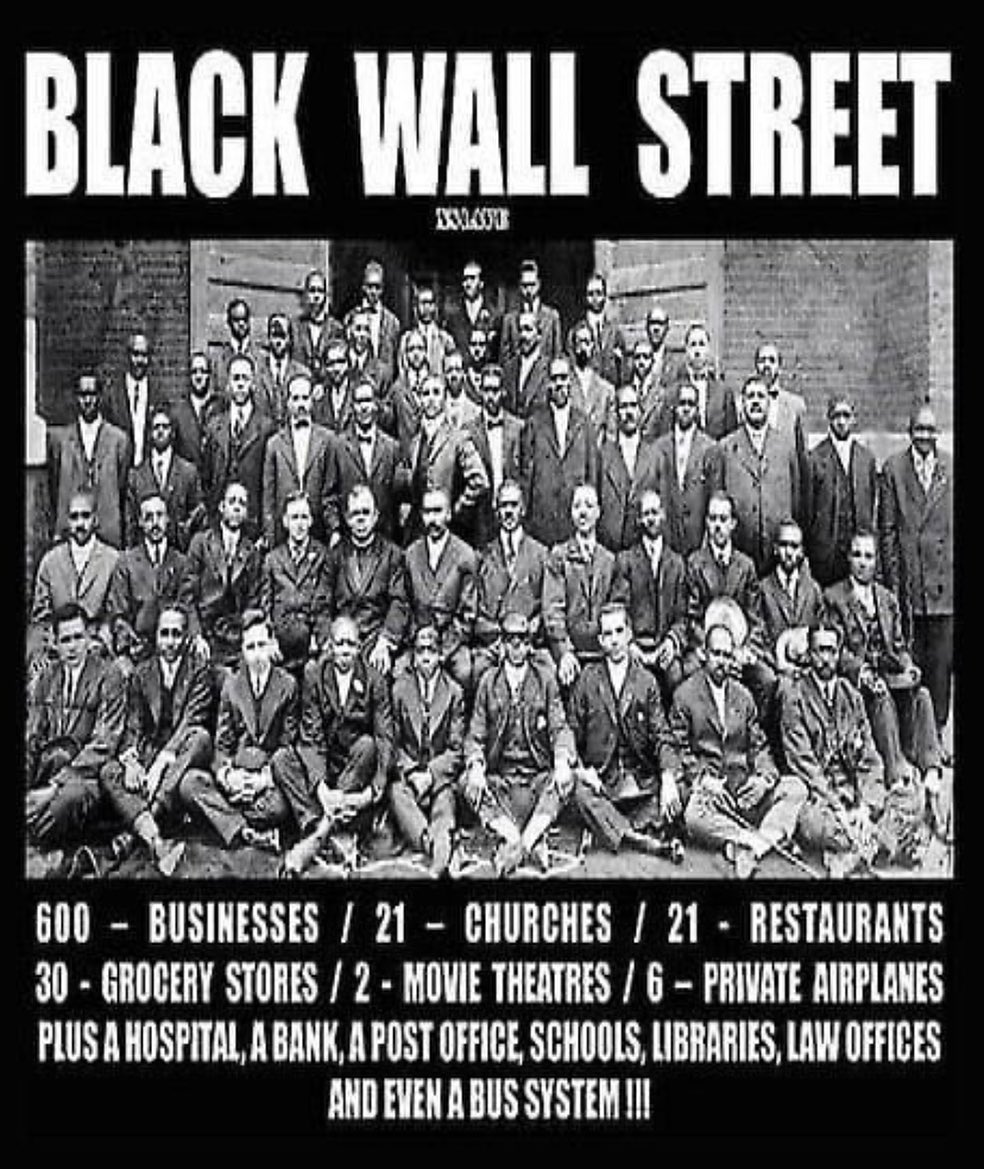 BLACK WALL STREET
600 – BUSINESSES / 21 – CHURCHES / 21 - RESTAURANTS
30 - GROCERY STORES / 2 - MOVIE THEATRES / 6 – PRIVATE AIRPLANES
PLUS A HOSPITAL, A BANK, A POST OFFICE, SCHOOLS, LIBRARIES, LAW OFFICES
AND EVEN A BUS SYSTEM !!!